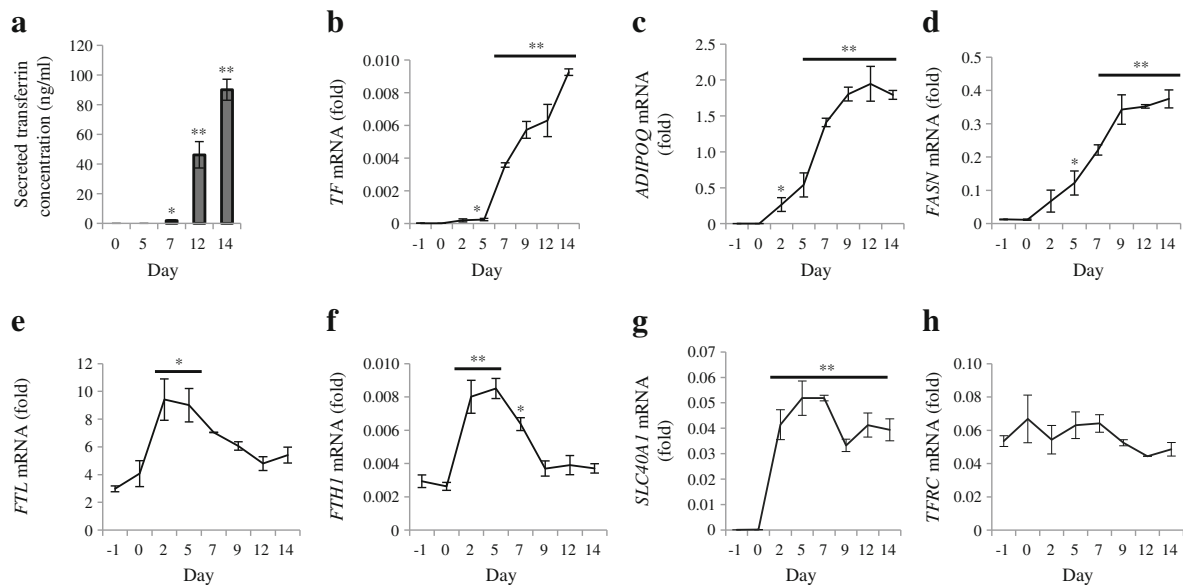 a
Secreted transferrin
concentration (ng/ml)
120
100
80
60
40
20
0
*
**
**
0 5 7 12 14
Day
b
TF mRNA (fold)
0.010
0.008
0.006
0.004
0.002
0
*
**
-1 0 2 5 7 9 12 14
Day
c
ADIPOQ mRNA
(fold)
2.5
2.0
1.5
1.0
0.5
0
*
**
-1 0 2 5 7 9 12 14
Day
d
FASN mRNA (fold)
0.5
0.4
0.3
0.2
0.1
0
*
**
-1 0 2 5 7 9 12 14
Day
e
FTL mRNA (fold)
12
10
8
6
4
2
0
*
-1 0 2 5 7 9 12 14
Day
f
FTH1 mRNA (fold)
0.010
0.008
0.006
0.004
0.002
0
**
*
-1 0 2 5 7 9 12 14
Day
g
SLC40A1 mRNA
(fold)
0.07
0.06
0.05
0.04
0.03
0.02
0.01
0
**
-1 0 2 5 7 9 12 14
Day
h
TFRC mRNA (fold)
0.10
0.08
0.06
0.04
0.02
0.00
-1 0 2 5 7 9 12 14
Day